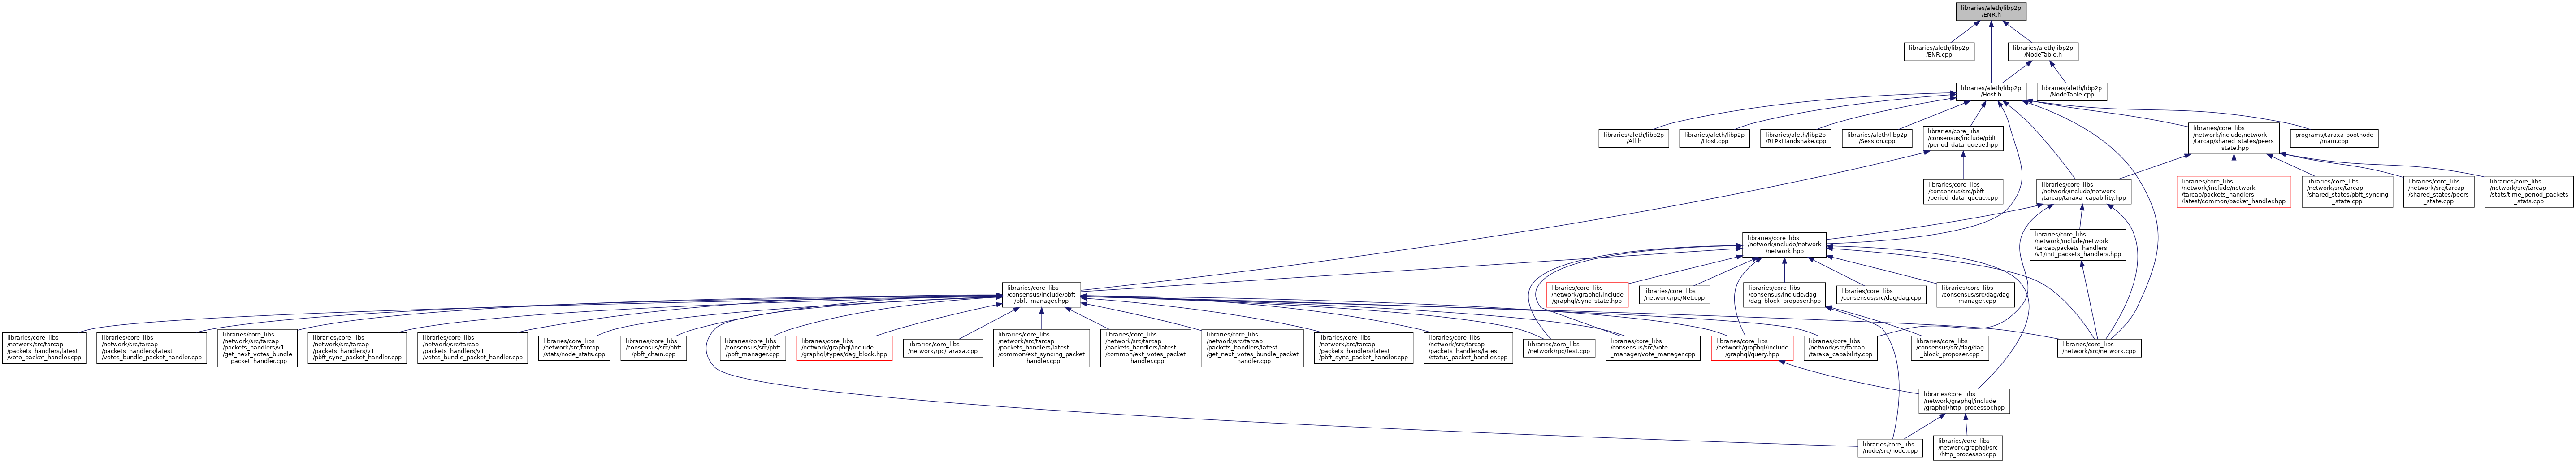 libraries/aleth/libp2p
/ENR.h
libraries/aleth/libp2p
/ENR.cpp
libraries/aleth/libp2p
/NodeTable.h
libraries/aleth/libp2p
/Host.h
libraries/aleth/libp2p
/NodeTable.cpp
libraries/aleth/libp2p
/All.h
libraries/aleth/libp2p
/Host.cpp
libraries/aleth/libp2p
/RLPxHandshake.cpp
libraries/aleth/libp2p
/Session.cpp
libraries/core_libs
/consensus/include/pbft
/period_data_queue.hpp
libraries/core_libs
/network/include/network
/tarcap/shared_states/peers
_state.hpp
programs/taraxa-bootnode
/main.cpp
libraries/core_libs
/consensus/src/pbft
/period_data_queue.cpp
libraries/core_libs
/network/include/network
/tarcap/taraxa_capability.hpp
libraries/core_libs
/network/include/network
/tarcap/packets_handlers
/latest/common/packet_handler.hpp
libraries/core_libs
/network/src/tarcap
/shared_states/pbft_syncing
_state.cpp
libraries/core_libs
/network/src/tarcap
/shared_states/peers
_state.cpp
libraries/core_libs
/network/src/tarcap
/stats/time_period_packets
_stats.cpp
libraries/core_libs
/network/include/network
/network.hpp
libraries/core_libs
/network/include/network
/tarcap/packets_handlers
/v1/init_packets_handlers.hpp
libraries/core_libs
/consensus/include/pbft
/pbft_manager.hpp
libraries/core_libs
/network/graphql/include
/graphql/sync_state.hpp
libraries/core_libs
/network/rpc/Net.cpp
libraries/core_libs
/consensus/include/dag
/dag_block_proposer.hpp
libraries/core_libs
/consensus/src/dag/dag.cpp
libraries/core_libs
/consensus/src/dag/dag
_manager.cpp
libraries/core_libs
/network/src/tarcap
/packets_handlers/latest
/vote_packet_handler.cpp
libraries/core_libs
/network/src/tarcap
/packets_handlers/latest
/votes_bundle_packet_handler.cpp
libraries/core_libs
/network/src/tarcap
/packets_handlers/v1
/get_next_votes_bundle
_packet_handler.cpp
libraries/core_libs
/network/src/tarcap
/packets_handlers/v1
/pbft_sync_packet_handler.cpp
libraries/core_libs
/network/src/tarcap
/packets_handlers/v1
/votes_bundle_packet_handler.cpp
libraries/core_libs
/network/src/tarcap
/stats/node_stats.cpp
libraries/core_libs
/consensus/src/pbft
/pbft_chain.cpp
libraries/core_libs
/consensus/src/pbft
/pbft_manager.cpp
libraries/core_libs
/network/graphql/include
/graphql/types/dag_block.hpp
libraries/core_libs
/network/rpc/Taraxa.cpp
libraries/core_libs
/network/src/tarcap
/packets_handlers/latest
/common/ext_syncing_packet
_handler.cpp
libraries/core_libs
/network/src/tarcap
/packets_handlers/latest
/common/ext_votes_packet
_handler.cpp
libraries/core_libs
/network/src/tarcap
/packets_handlers/latest
/get_next_votes_bundle_packet
_handler.cpp
libraries/core_libs
/network/src/tarcap
/packets_handlers/latest
/pbft_sync_packet_handler.cpp
libraries/core_libs
/network/src/tarcap
/packets_handlers/latest
/status_packet_handler.cpp
libraries/core_libs
/network/rpc/Test.cpp
libraries/core_libs
/consensus/src/vote
_manager/vote_manager.cpp
libraries/core_libs
/network/graphql/include
/graphql/query.hpp
libraries/core_libs
/network/src/tarcap
/taraxa_capability.cpp
libraries/core_libs
/consensus/src/dag/dag
_block_proposer.cpp
libraries/core_libs
/network/src/network.cpp
libraries/core_libs
/network/graphql/include
/graphql/http_processor.hpp
libraries/core_libs
/node/src/node.cpp
libraries/core_libs
/network/graphql/src
/http_processor.cpp